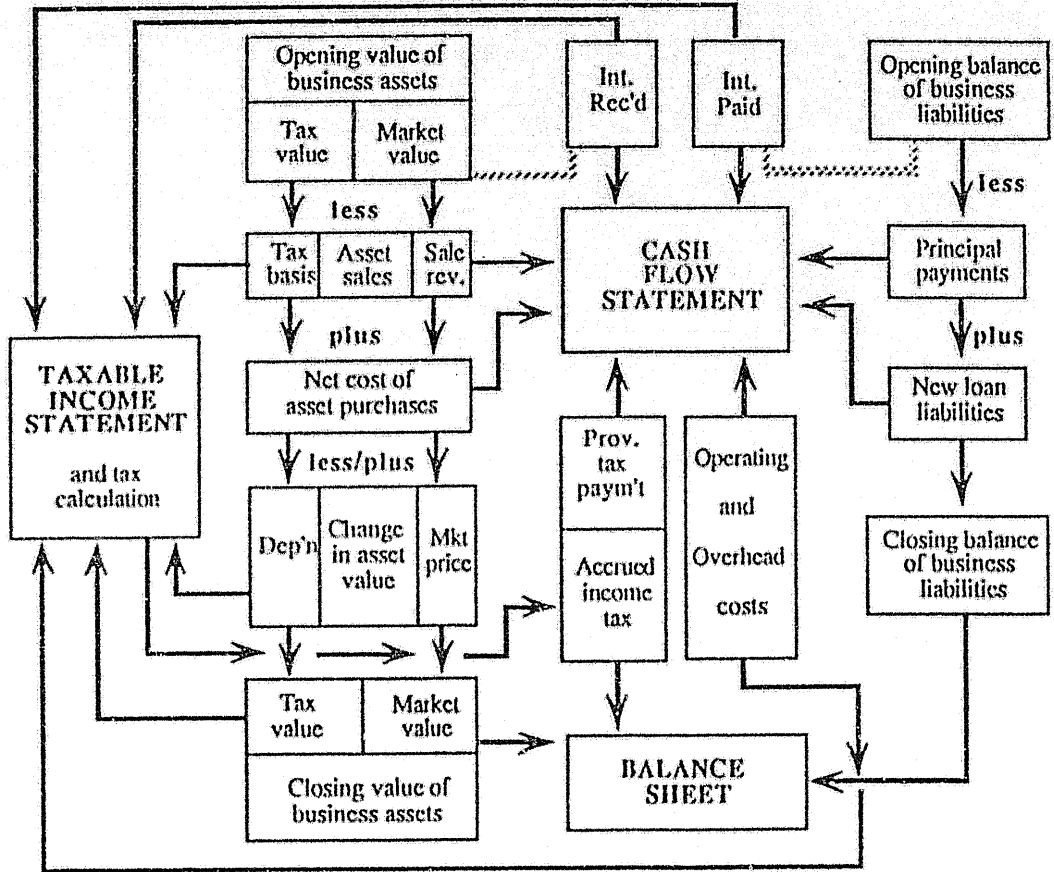 Opening value of
business assets
Tax
value
Market
value
Int.
Rec'd
Int.
Paid
Opening balance
of business
liabilities
less
less
Tax
basis
Asset
sales
Sale
rev.
CASH
FLOW
STATEMENT
Principal
payments
plus
plus
TAXABLE
INCOME
STATEMENT
and tax
calculation
Net cost of
asset purchases
New loan
liabilities
less/plus
Prov.
tax
paym't
Operating
and
Overhead
costs
Dep'n
Change
in asset
value
Mkt
price
Accrued
income
tax
Closing balance
of business
liabilities
Tax
value
Market
value
Closing value of
business assets
BALANCE
SHEET